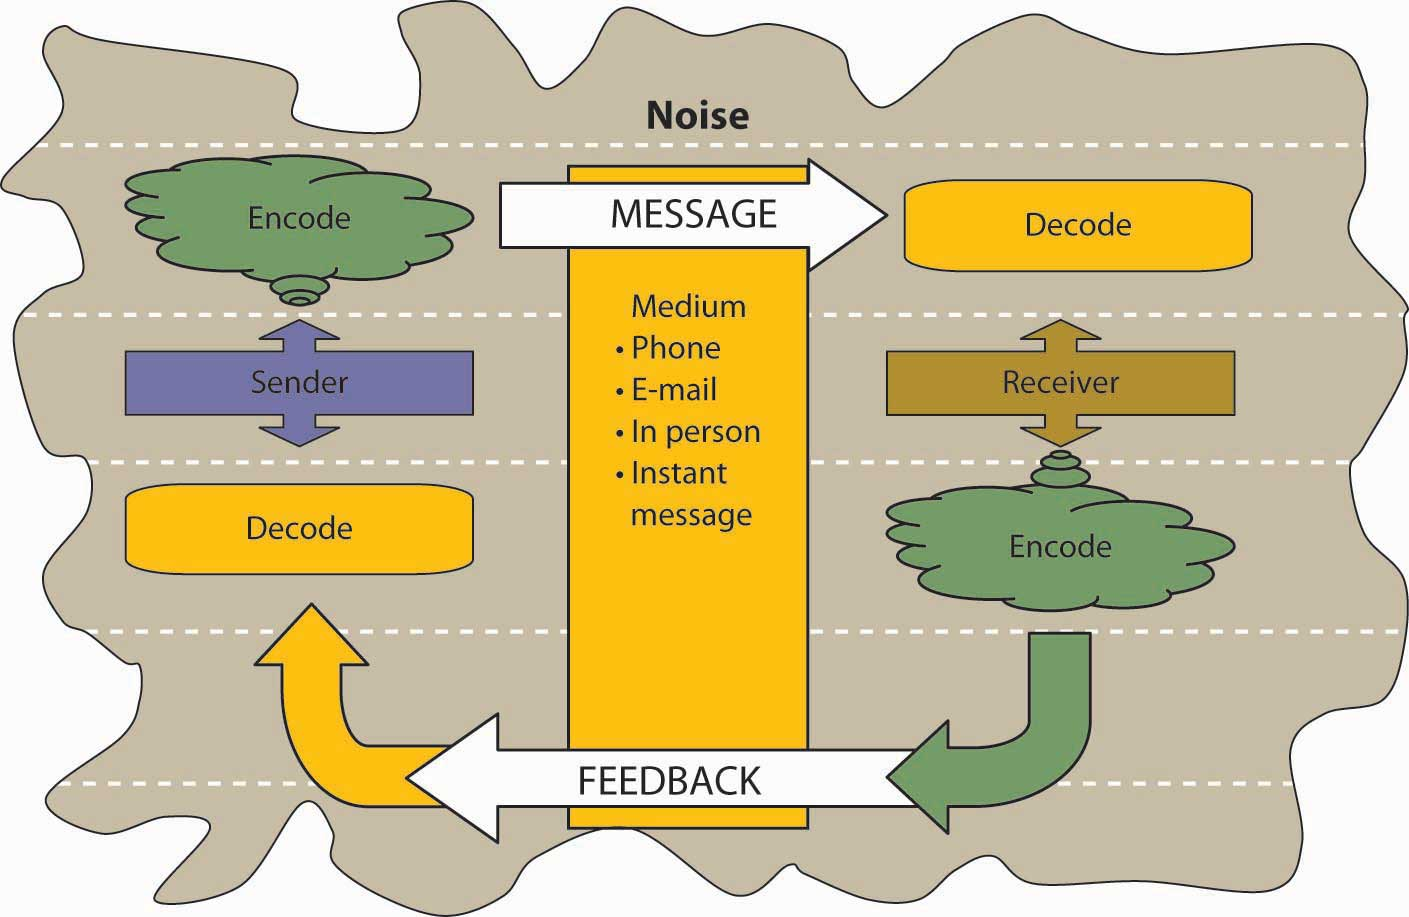 Noise
Encode
MESSAGE
Decode
Medium
• Phone
• E-mail
• In person
• Instant
message
Sender
Receiver
Decode
Encode
FEEDBACK